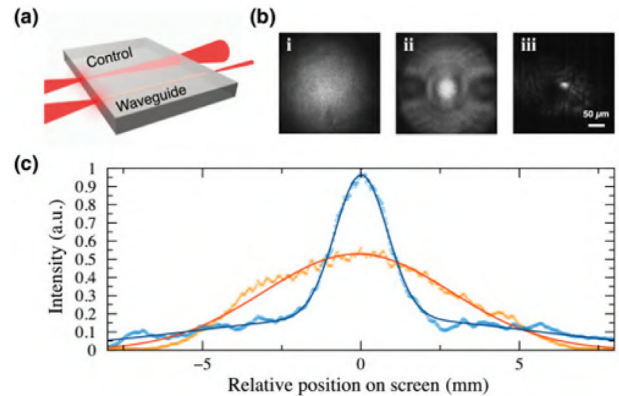 (a)
Control
Waveguide
(b)
i
ii
iii
50 µm
(c)
Intensity (a.u.)
1
0.9
0.8
0.7
0.6
0.5
0.4
0.3
0.2
0.1
0
−5
0
5
Relative position on screen (mm)